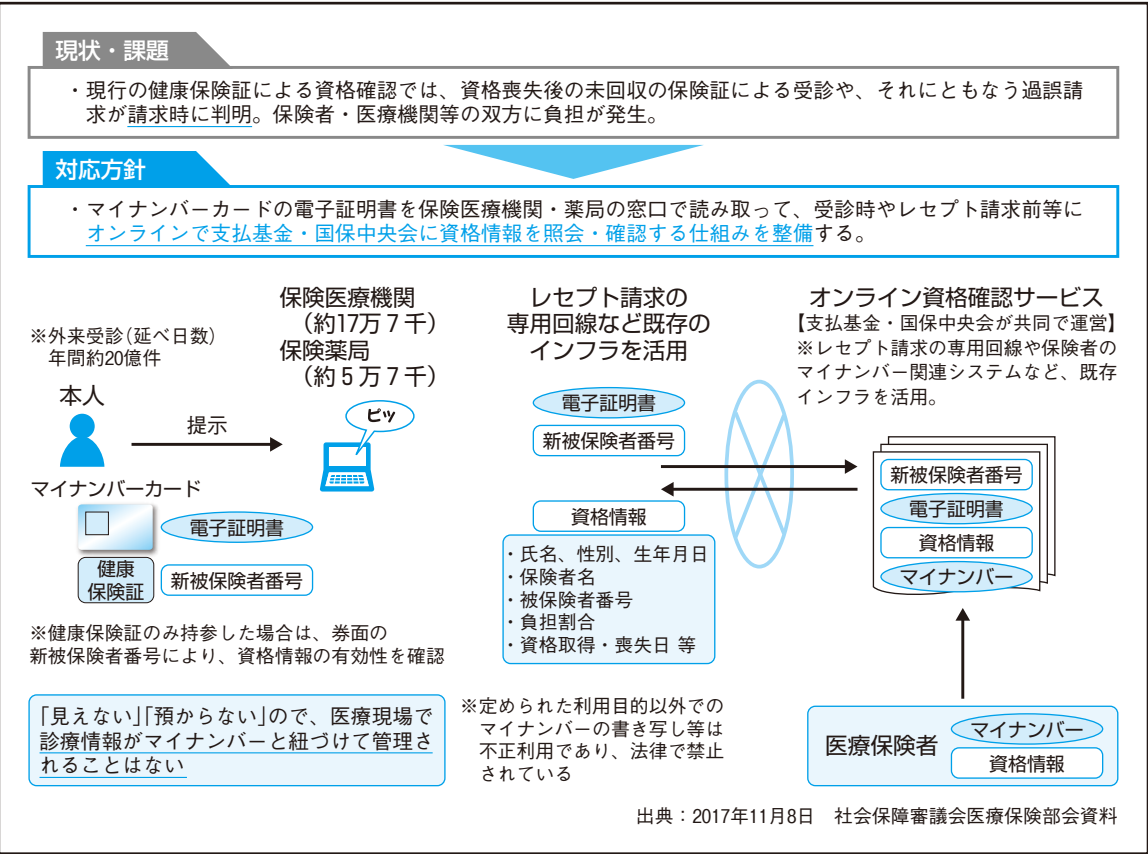 現状・課題
・現行の健康保険証による資格確認では、資格喪失後の未回収の保険証による受診や、それにともなう過誤請
求が請求時に判明。保険者・医療機関等の双方に負担が発生。
対応方針
・マイナンバーカードの電子証明書を保険医療機関・薬局の窓口で読み取って、受診時やレセプト請求前等に
オンラインで支払基金・国保中央会に資格情報を照会・確認する仕組みを整備する。
※外来受診(延べ日数)
年間約20億件
本人
提示
マイナンバーカード
電子証明書
健康
保険証
新被保険者番号
※健康保険証のみ持参した場合は、券面の
新被保険者番号により、資格情報の有効性を確認
「見えない」「預からない」ので、医療現場で
診療情報がマイナンバーと紐づけて管理さ
れることはない
保険医療機関
(約17万7千)
保険薬局
(約5万7千)
ピッ
レセプト請求の
専用回線など既存の
インフラを活用
電子証明書
新被保険者番号
資格情報
・氏名、性別、生年月日
・保険者名
・被保険者番号
・負担割合
・資格取得・喪失日 等
※定められた利用目的以外での
マイナンバーの書き写し等は
不正利用であり、法律で禁止
されている
オンライン資格確認サービス
【支払基金・国保中央会が共同で運営】
※レセプト請求の専用回線や保険者の
マイナンバー関連システムなど、既存
インフラを活用。
新被保険者番号
電子証明書
資格情報
マイナンバー
医療保険者
マイナンバー
資格情報
出典：2017年11月8日　社会保障審議会医療保険部会資料